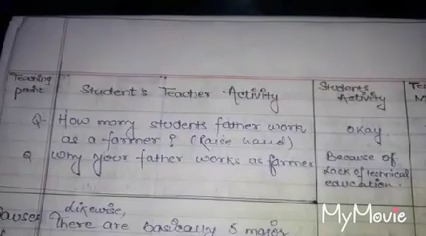 Teaching point
Student's Teacher Activity
Students Activity
Q- How many students father work as a farmer? (Raise hand)
okay
Q Why your father works as farmer
Because of lack of technical education.
likewise,
There are basically 5 major
MyMovie